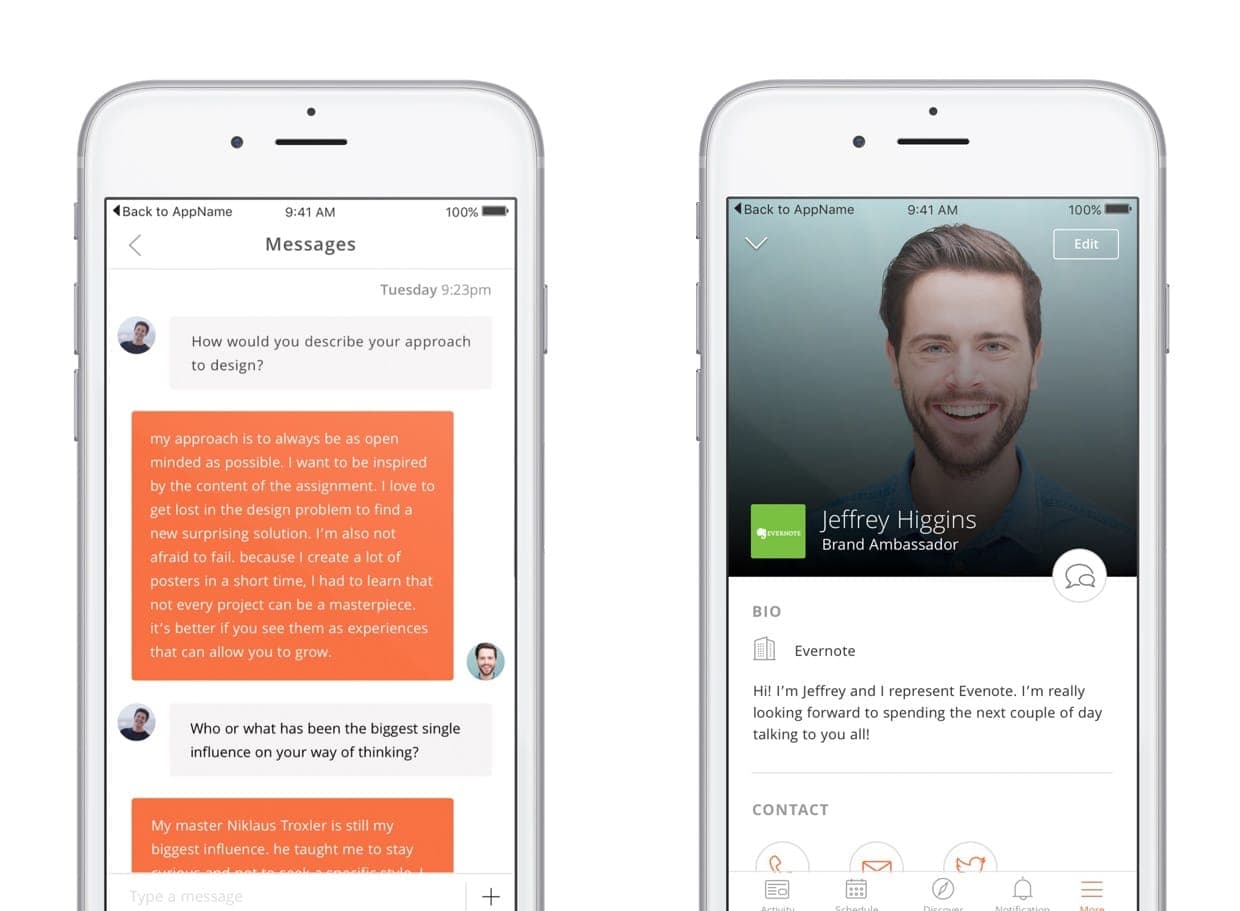 Back to AppName 9:41 AM 100%
Messages
Tuesday 9:23pm
How would you describe your approach
to design?
my approach is to always be as open
minded as possible. I want to be inspired
by the content of the assignment. I love to
get lost in the design problem to find a
new surprising solution. I'm also not
afraid to fail. because I create a lot of
posters in a short time, I had to learn that
not every project can be a masterpiece.
it's better if you see them as experiences
that can allow you to grow.
Who or what has been the biggest single
influence on your way of thinking?
My master Niklaus Troxler is still my
biggest influence. he taught me to stay
curious and not to seek a specific style. I
Type a message
Back to AppName 9:41 AM 100%
Edit
EVERNOTE
Jeffrey Higgins
Brand Ambassador
BIO
Evernote
Hi! I'm Jeffrey and I represent Evenote. I'm really
looking forward to spending the next couple of day
talking to you all!
CONTACT
Activity Schedule Discover Notification More